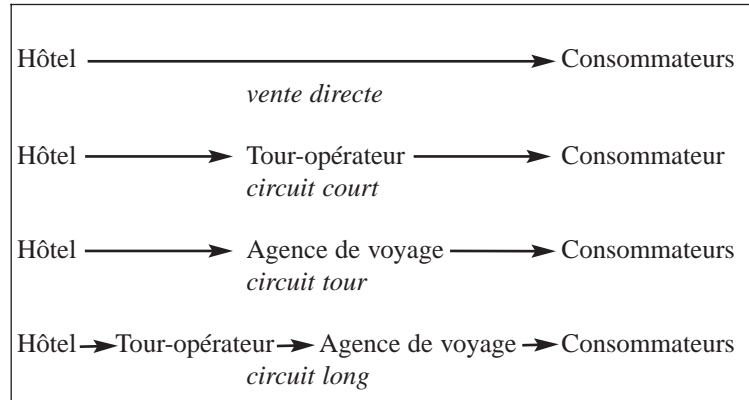 Hôtel Consommateurs
vente directe
Hôtel Tour-opérateur Consommateur
circuit court
Hôtel Agence de voyage Consommateurs
circuit tour
Hôtel Tour-opérateur Agence de voyage Consommateurs
circuit long